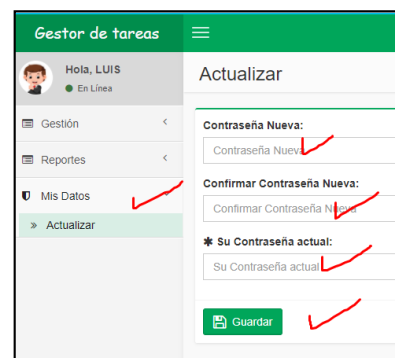 Gestor de tareas
Hola, LUIS
En Línea
Gestión
Reportes
Mis Datos
» Actualizar
Actualizar
Contraseña Nueva:
Contraseña Nueva
Confirmar Contraseña Nueva:
Confirmar Contraseña Nueva
✱ Su Contraseña actual:
Su Contraseña actual
Guardar